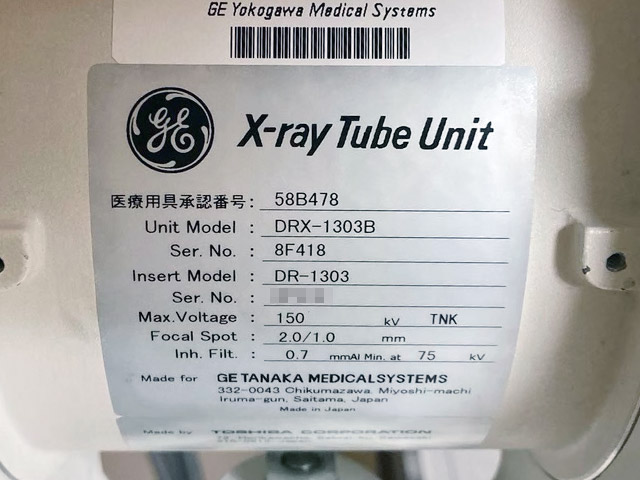 GE Yokogawa Medical Systems
GE X-ray Tube Unit
医療用具承認番号: 58B478
Unit Model : DRX-1303B
Ser. No. : 8F418
Insert Model : DR-1303
Ser. No. :
Max.Voltage : 150 kV TNK
Focal Spot : 2.0/1.0 mm
Inh. Filt. : 0.7 mmAl Min. at 75 kV
Made for GE TANAKA MEDICALSYSTEMS
332-0043 Chikumazawa, Miyoshi-machi
Iruma-gun, Saitama, Japan
Made in Japan
Made by TOSHIBA CORPORATION